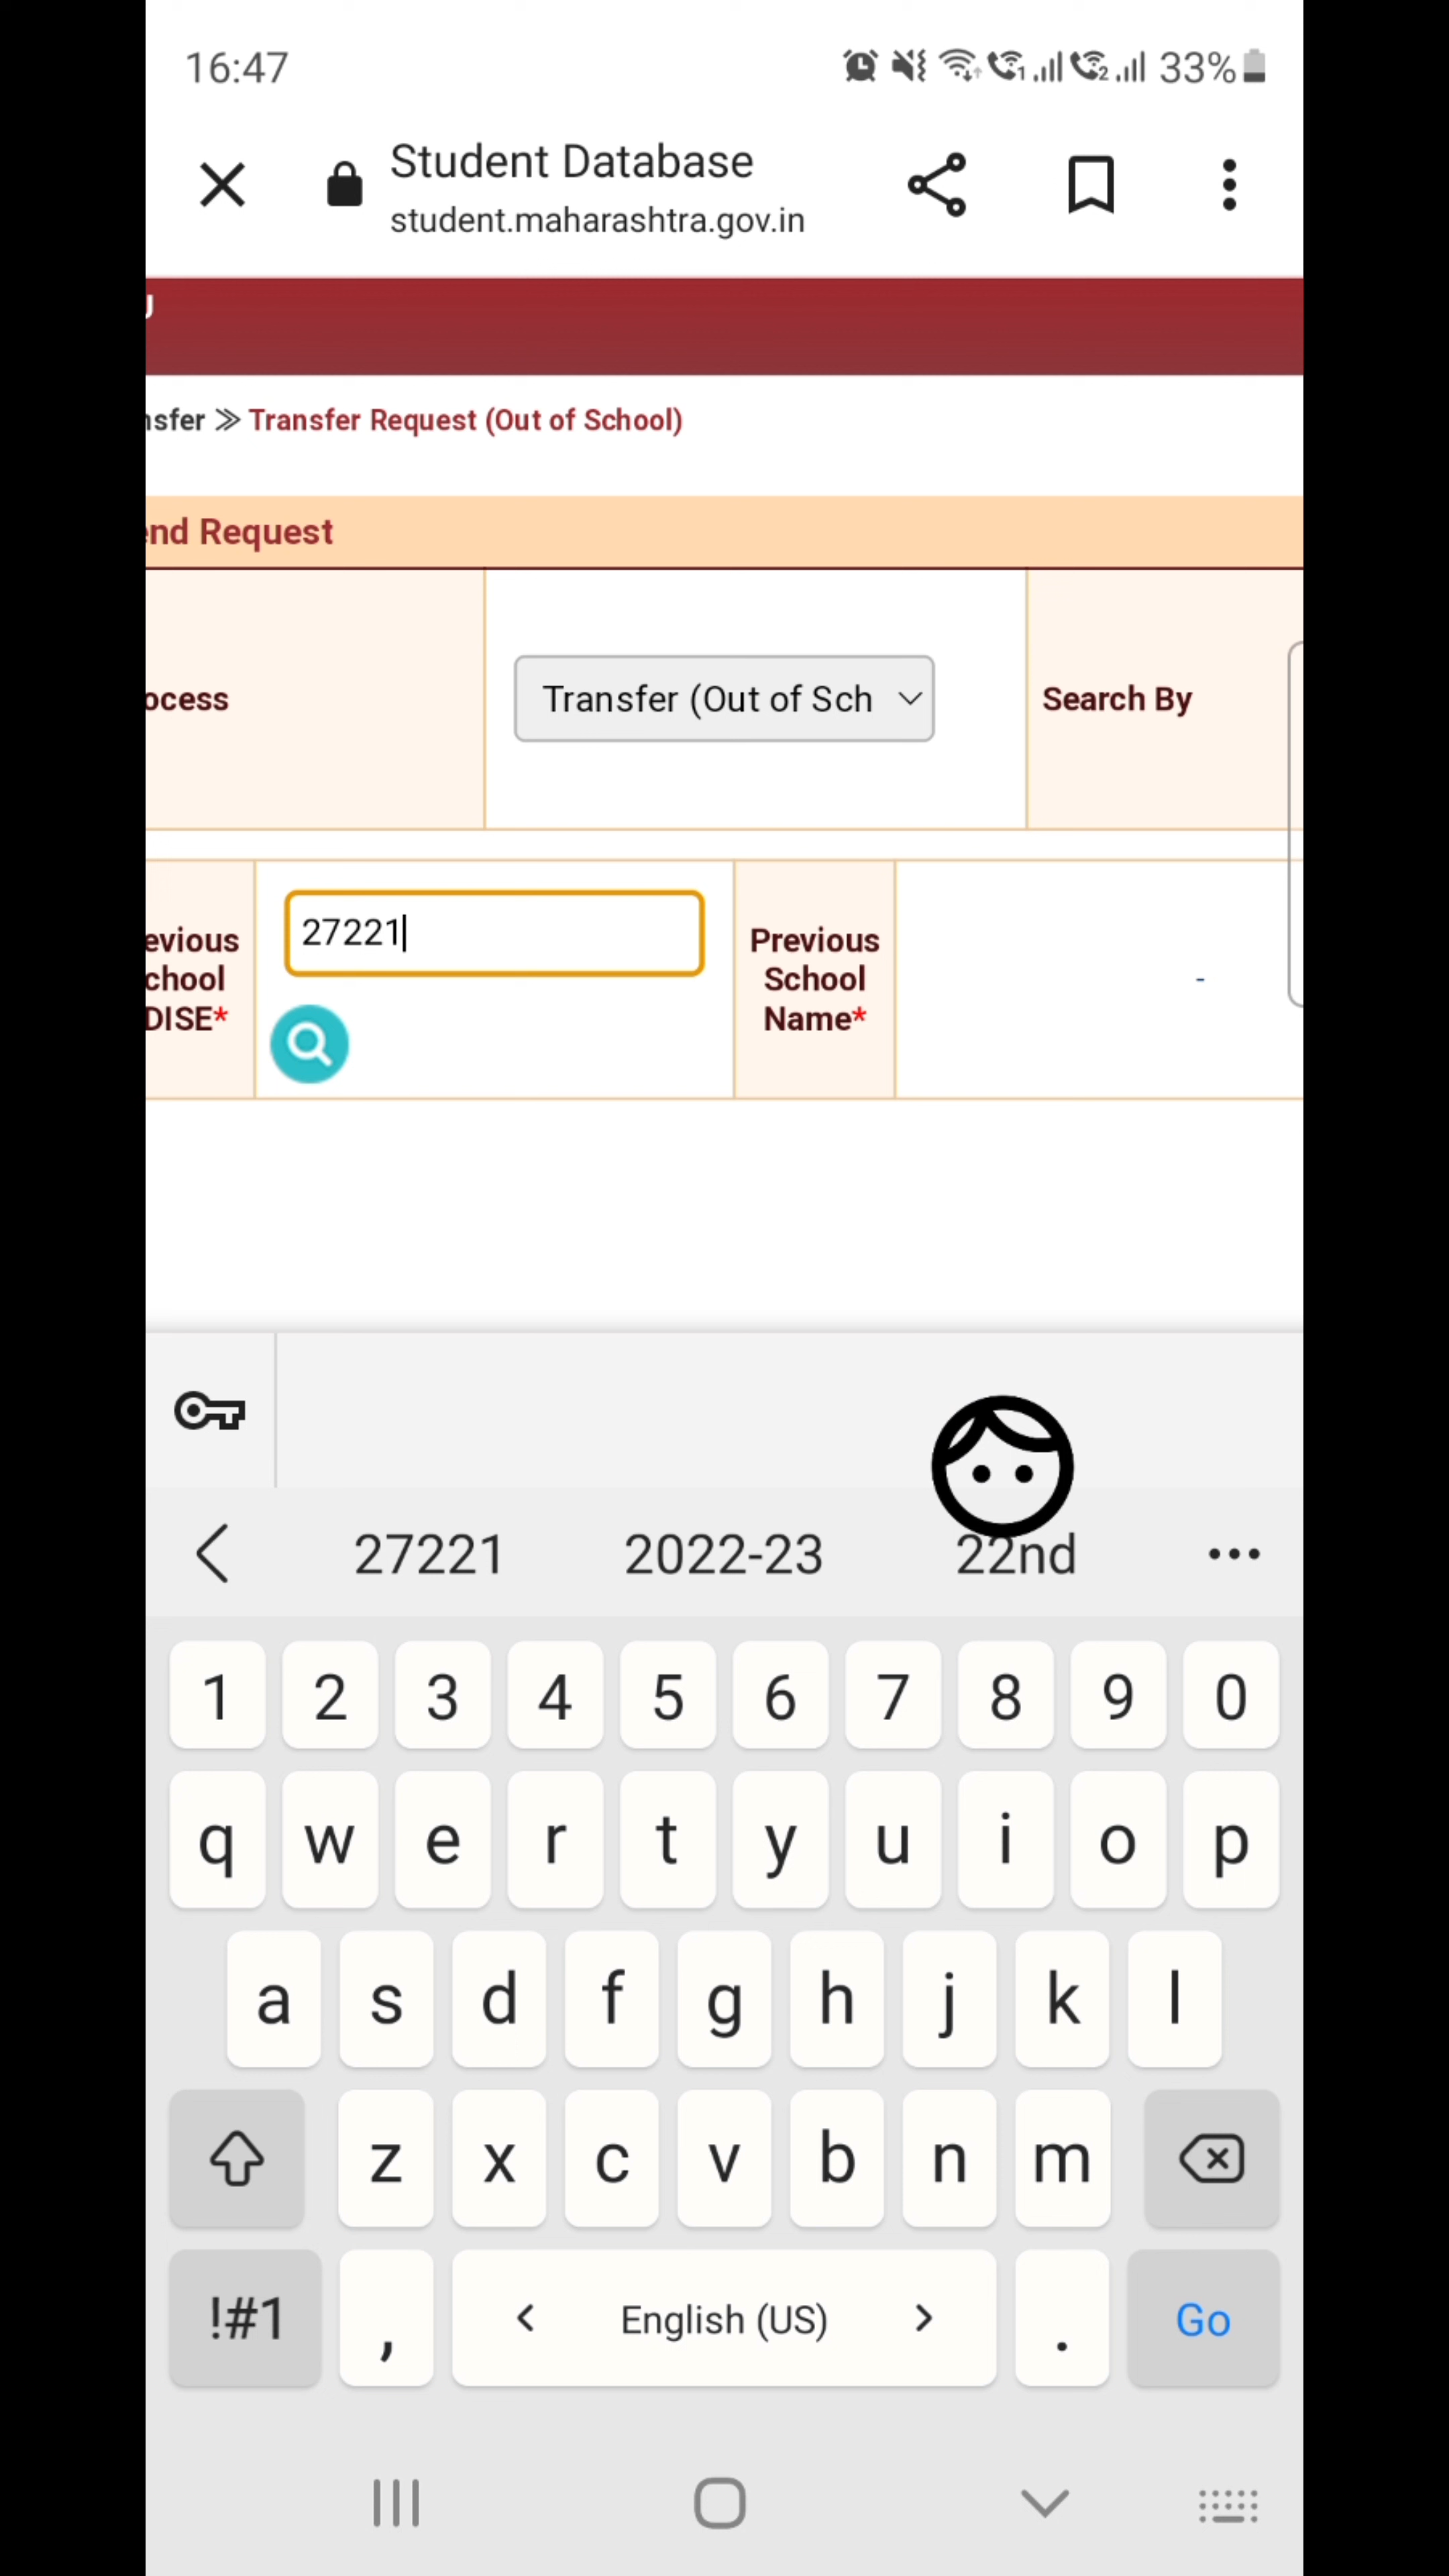 16:47
33%
Student Database
student.maharashtra.gov.in
nsfer >> Transfer Request (Out of School)
end Request
ocess
Transfer (Out of Sch
Search By
evious
chool
DISE*
27221
Previous
School
Name*
-
27221 2022-23 22nd ...
1 2 3 4 5 6 7 8 9 0
q w e r t y u i o p
a s d f g h j k l
z x c v b n m
!#1 , < English (US) > . Go